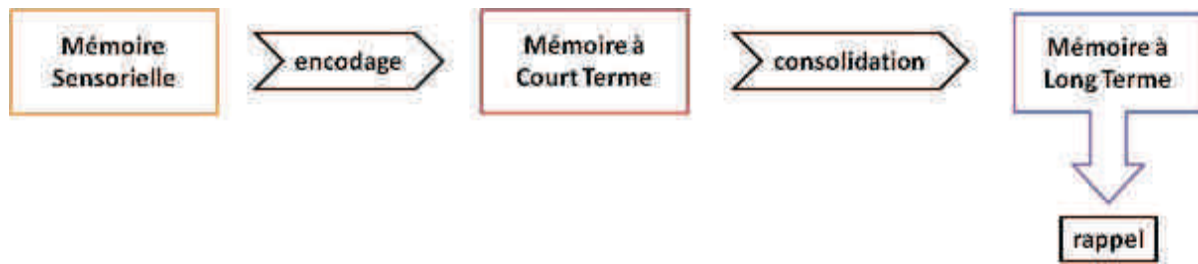 Mémoire
Sensorielle
encodage
Mémoire à
Court Terme
consolidation
Mémoire à
Long Terme
rappel